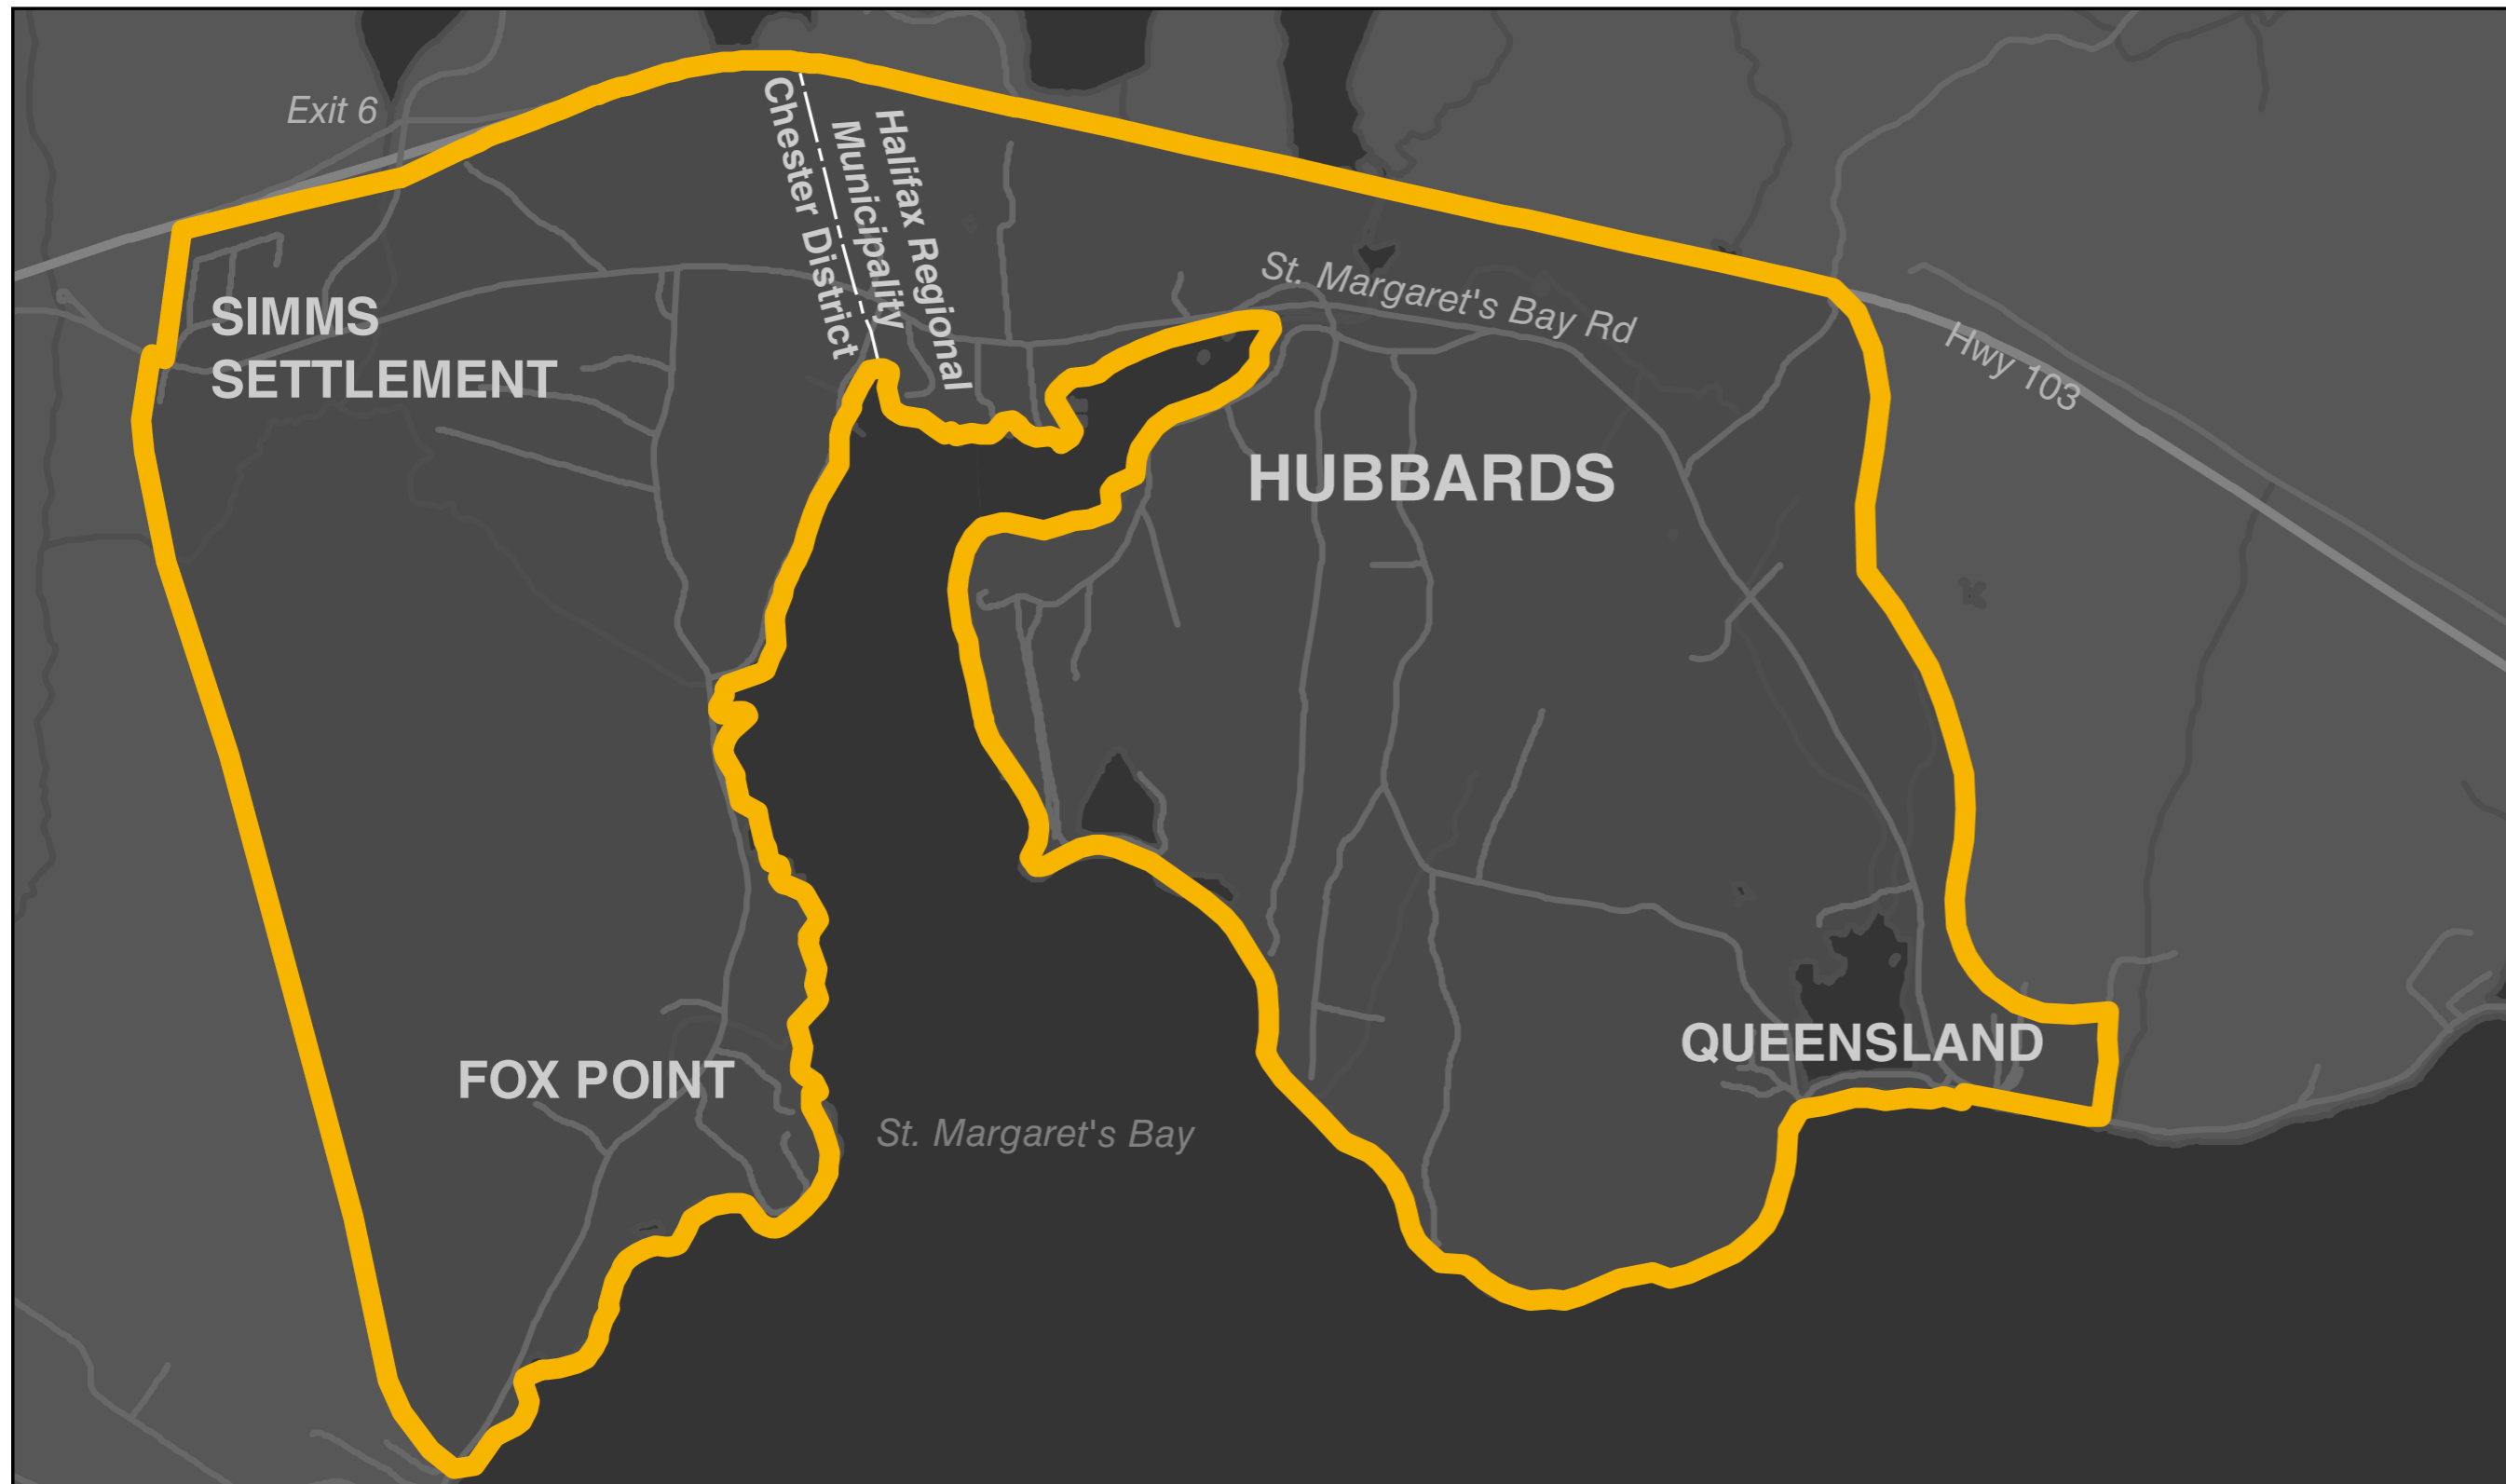 Exit 6
Chester District
Halifax Regional
Municipality
St. Margaret's Bay Rd
Hwy 103
SIMMS
SETTLEMENT
HUBBARDS
QUEENSLAND
FOX POINT
St. Margaret's Bay